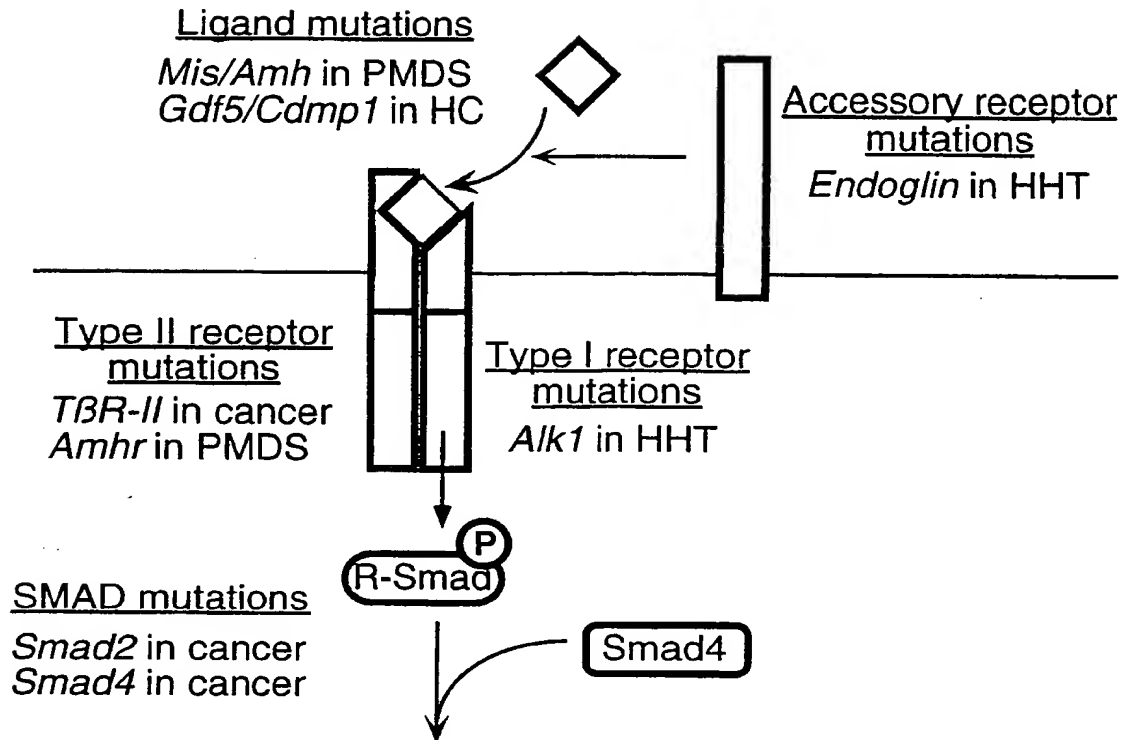 Ligand mutations
Mis/Amh in PMDS
Gdf5/Cdmp1 in HC
Accessory receptor
mutations
Endoglin in HHT
Type II receptor
mutations
TβR-II in cancer
Amhr in PMDS
Type I receptor
mutations
Alk1 in HHT
P
R-Smad
SMAD mutations
Smad2 in cancer
Smad4 in cancer
Smad4